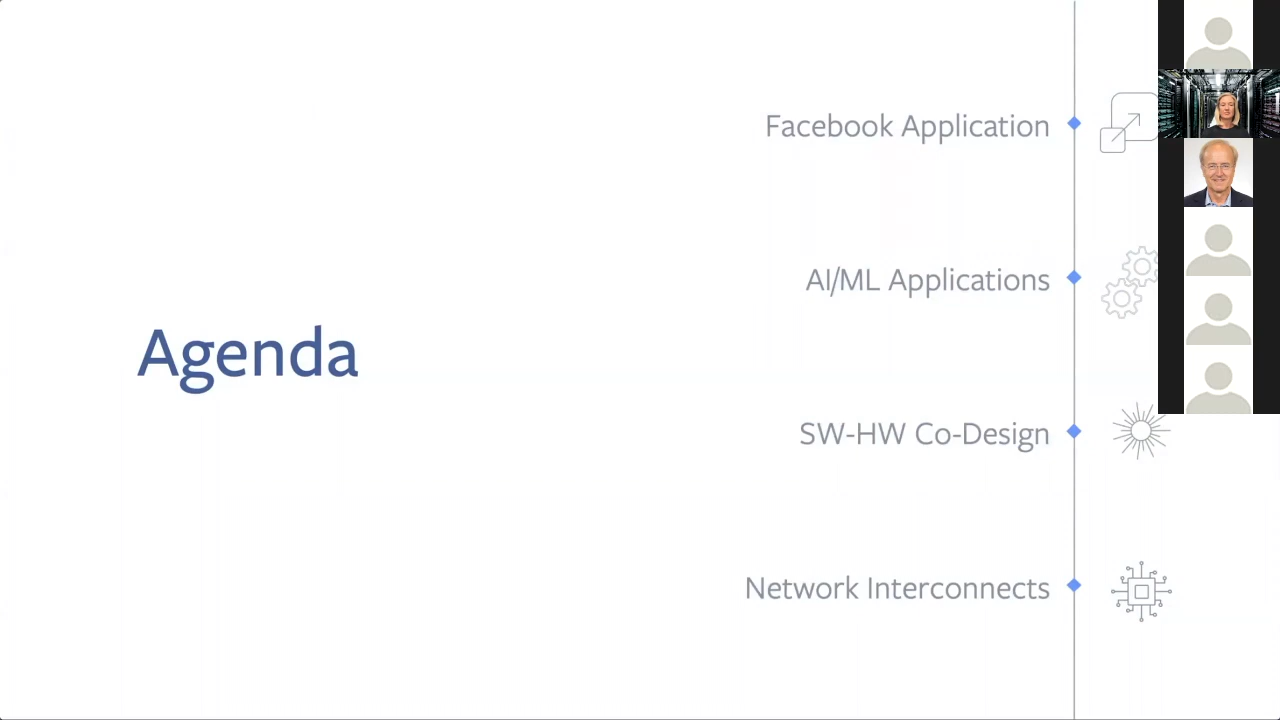 Agenda
Facebook Application
AI/ML Applications
SW-HW Co-Design
Network Interconnects